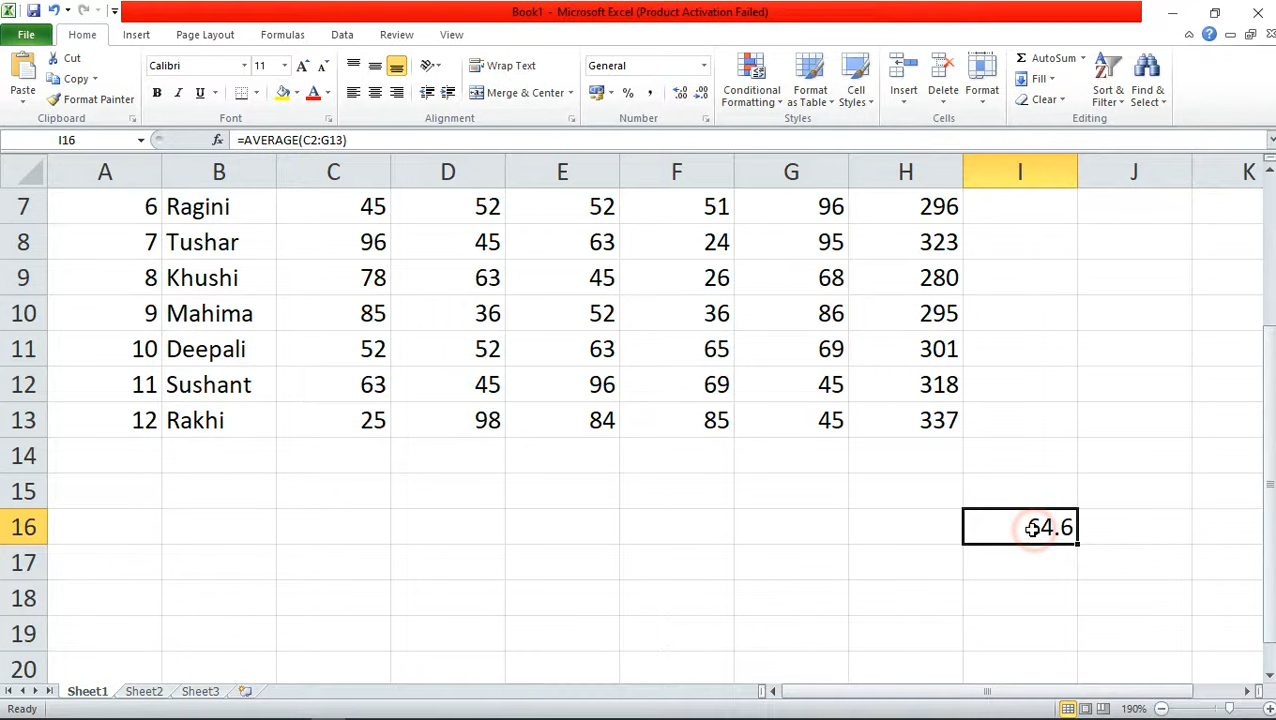 Book1 - Microsoft Excel (Product Activation Failed)
File Home Insert Page Layout Formulas Data Review View
Paste
Cut
Copy
Format Painter
Clipboard
Calibri 11
B I U
Font
Wrap Text
Merge & Center
Alignment
General
Number
Conditional Formatting
Format as Table
Cell Styles
Styles
Insert Delete Format
Cells
AutoSum
Fill
Clear
Sort & Filter
Find & Select
Editing
I16 fx =AVERAGE(C2:G13)
A B C D E F G H I J K
7 6 Ragini 45 52 52 51 96 296
8 7 Tushar 96 45 63 24 95 323
9 8 Khushi 78 63 45 26 68 280
10 9 Mahima 85 36 52 36 86 295
11 10 Deepali 52 52 63 65 69 301
12 11 Sushant 63 45 96 69 45 318
13 12 Rakhi 25 98 84 85 45 337
14
15
16 64.6
17
18
19
20
Sheet1 Sheet2 Sheet3
Ready 190%